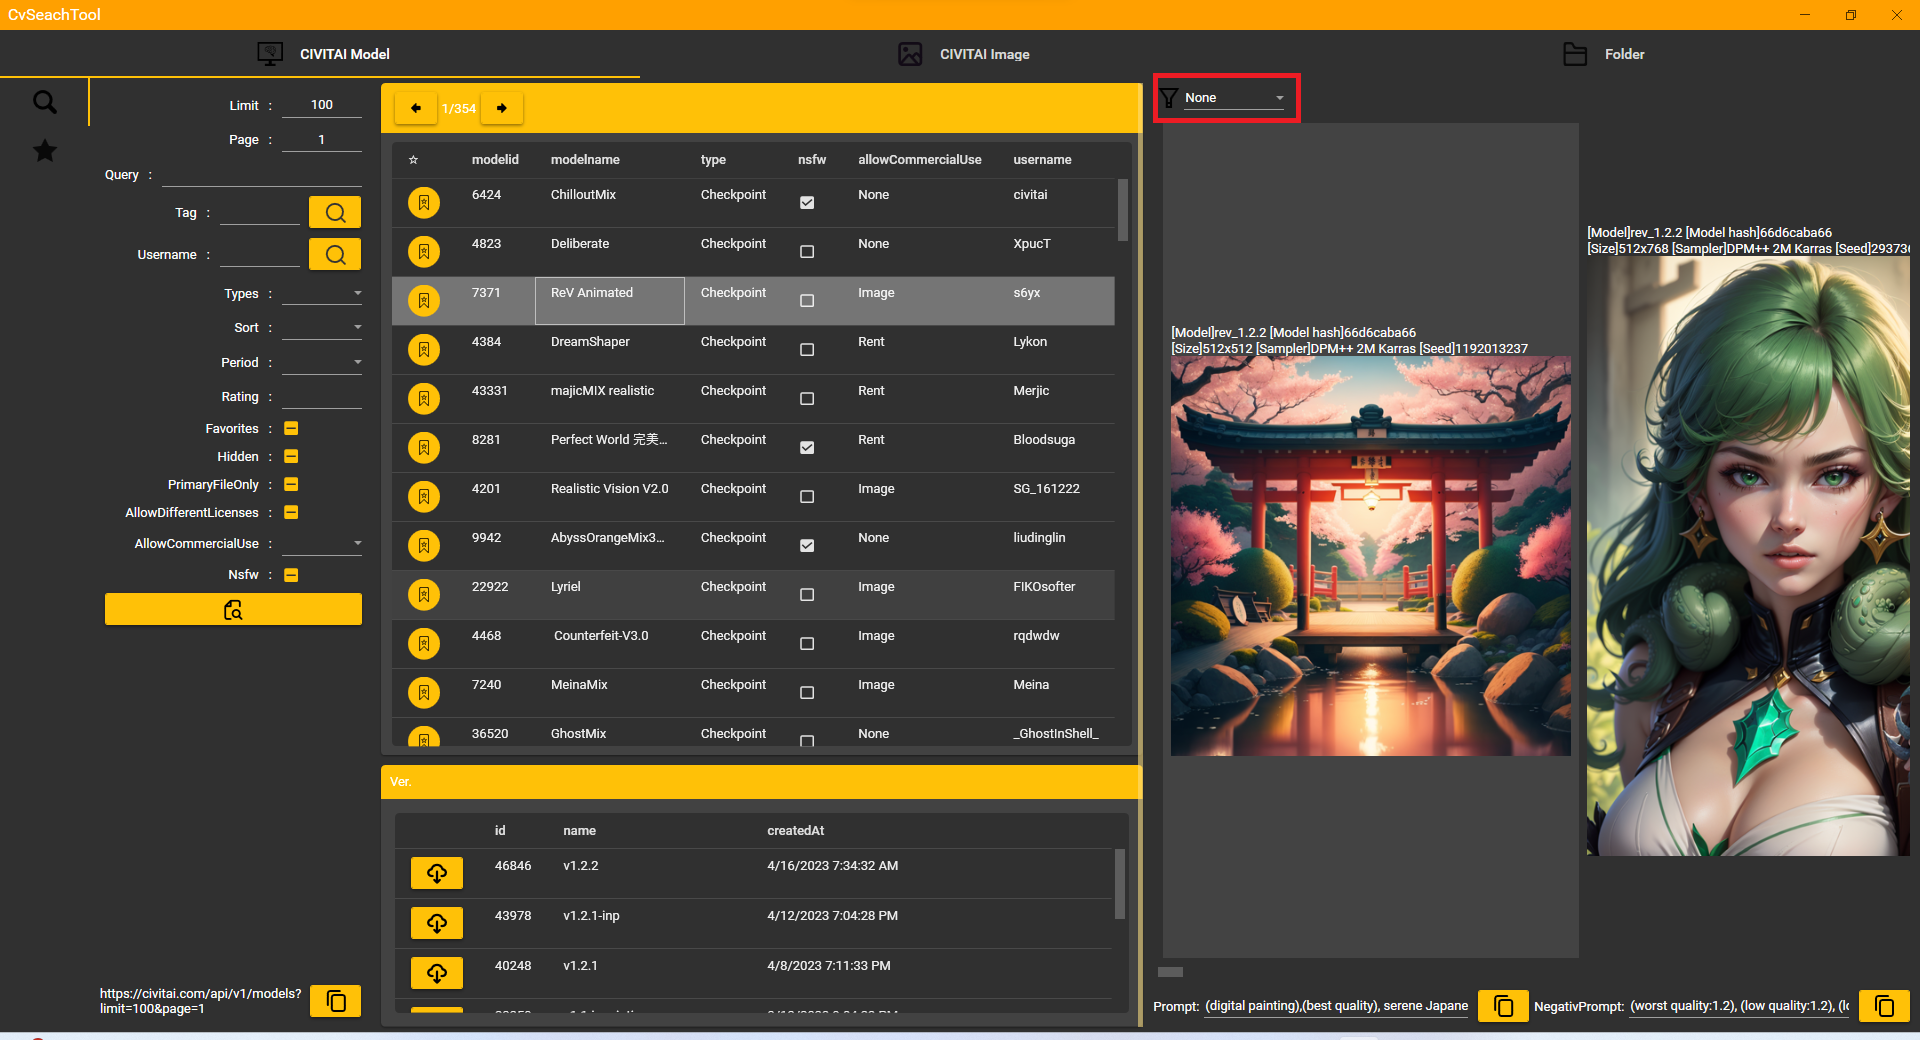 CvSeachTool
CIVITAI Model
CIVITAI Image
Folder
Limit : 100
Page : 1
Query :
Tag :
Username :
Types :
Sort :
Period :
Rating :
Favorites :
Hidden :
PrimaryFileOnly :
AllowDifferentLicenses :
AllowCommercialUse :
Nsfw :
https://civitai.com/api/v1/models?
limit=100&page=1
1/354
modelid modelname type nsfw allowCommercialUse username
6424 ChilloutMix Checkpoint None civitai
4823 Deliberate Checkpoint None XpucT
7371 ReV Animated Checkpoint Image s6yx
4384 DreamShaper Checkpoint Rent Lykon
43331 majicMIX realistic Checkpoint Rent Merjic
8281 Perfect World 完美... Checkpoint Rent Bloodsuga
4201 Realistic Vision V2.0 Checkpoint Image SG_161222
9942 AbyssOrangeMix3... Checkpoint None liudinglin
22922 Lyriel Checkpoint Image FIKOsofter
4468 Counterfeit-V3.0 Checkpoint Image rqdwdw
7240 MeinaMix Checkpoint Image Meina
36520 GhostMix Checkpoint None _GhostInShell_
Ver.
id name createdAt
46846 v1.2.2 4/16/2023 7:34:32 AM
43978 v1.2.1-inp 4/12/2023 7:04:28 PM
40248 v1.2.1 4/8/2023 7:11:33 PM
None
[Model]rev_1.2.2 [Model hash]66d6caba66
[Size]512x512 [Sampler]DPM++ 2M Karras [Seed]1192013237
[Model]rev_1.2.2 [Model hash]66d6caba66
[Size]512x768 [Sampler]DPM++ 2M Karras [Seed]29373
Prompt: (digital painting),(best quality), serene Japane
NegativPrompt: (worst quality:1.2), (low quality:1.2), (l